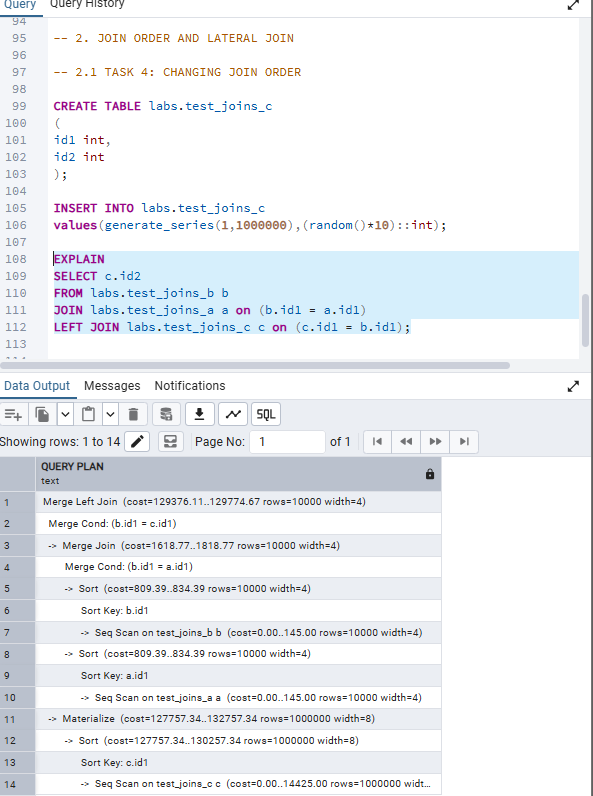 Query Query History
94
95 -- 2. JOIN ORDER AND LATERAL JOIN
96
97 -- 2.1 TASK 4: CHANGING JOIN ORDER
98
99 CREATE TABLE labs.test_joins_c
100 (
101 id1 int,
102 id2 int
103 );
104
105 INSERT INTO labs.test_joins_c
106 values(generate_series(1,1000000),(random()*10)::int);
107
108 EXPLAIN
109 SELECT c.id2
110 FROM labs.test_joins_b b
111 JOIN labs.test_joins_a a on (b.id1 = a.id1)
112 LEFT JOIN labs.test_joins_c c on (c.id1 = b.id1);
113
Data Output Messages Notifications
SQL
Showing rows: 1 to 14 Page No: 1 of 1
QUERY PLAN
text
1 Merge Left Join (cost=129376.11..129774.67 rows=10000 width=4)
2 Merge Cond: (b.id1 = c.id1)
3 -> Merge Join (cost=1618.77..1818.77 rows=10000 width=4)
4 Merge Cond: (b.id1 = a.id1)
5 -> Sort (cost=809.39..834.39 rows=10000 width=4)
6 Sort Key: b.id1
7 -> Seq Scan on test_joins_b b (cost=0.00..145.00 rows=10000 width=4)
8 -> Sort (cost=809.39..834.39 rows=10000 width=4)
9 Sort Key: a.id1
10 -> Seq Scan on test_joins_a a (cost=0.00..145.00 rows=10000 width=4)
11 -> Materialize (cost=127757.34..132757.34 rows=1000000 width=8)
12 -> Sort (cost=127757.34..130257.34 rows=1000000 width=8)
13 Sort Key: c.id1
14 -> Seq Scan on test_joins_c c (cost=0.00..14425.00 rows=1000000 widt...